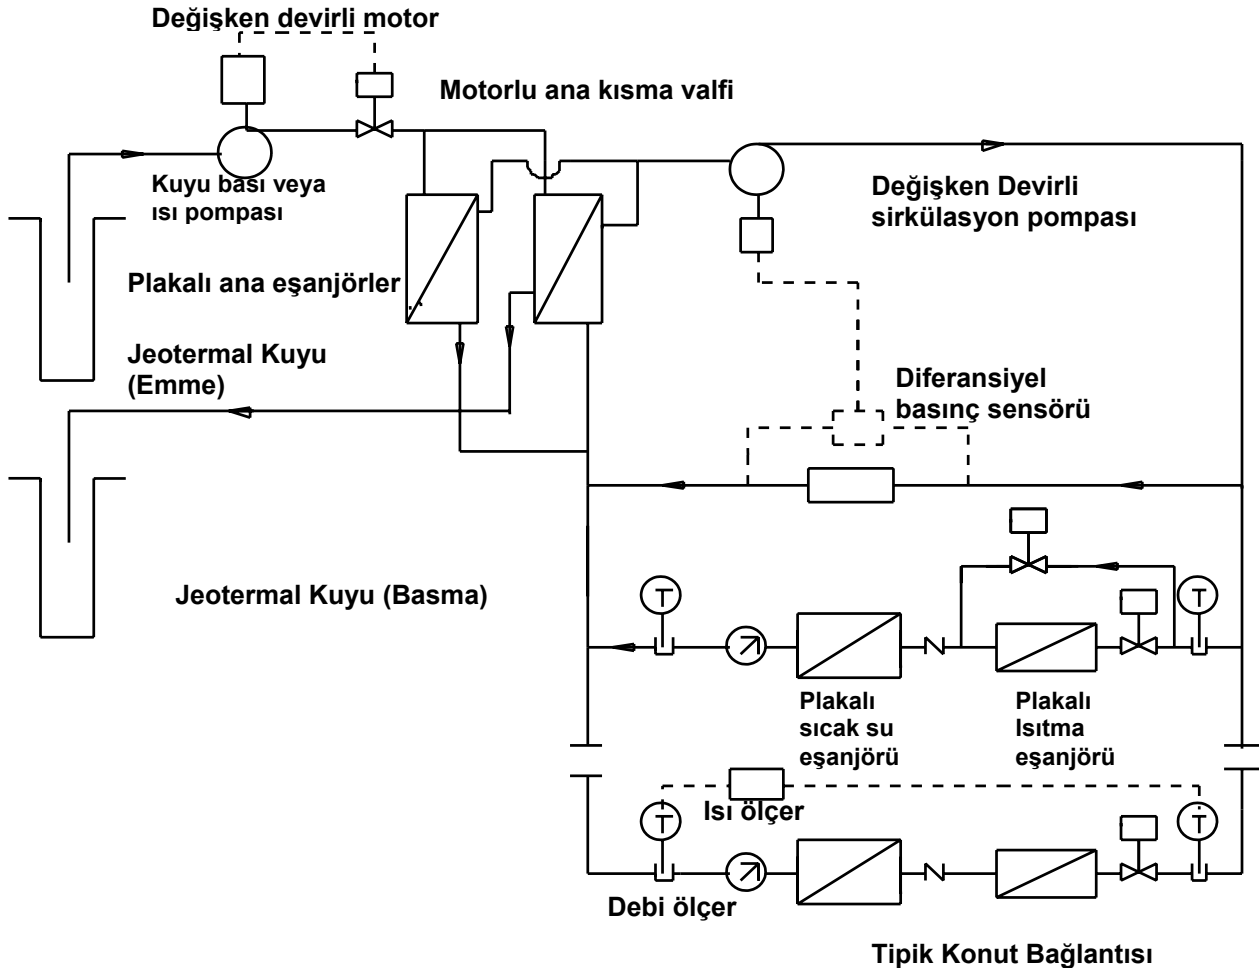 Değişken devirli motor
Motorlu ana kısma valfi
Kuyu bası veya
ısı pompası
Değişken Devirli
sirkülasyon pompası
Plakalı ana eşanjörler
Jeotermal Kuyu
(Emme)
Diferansiyel
basınç sensörü
Jeotermal Kuyu (Basma)
T
T
Plakalı
sıcak su
eşanjörü
Plakalı
Isıtma
eşanjörü
Isı ölçer
T
T
Debi ölçer
Tipik Konut Bağlantısı